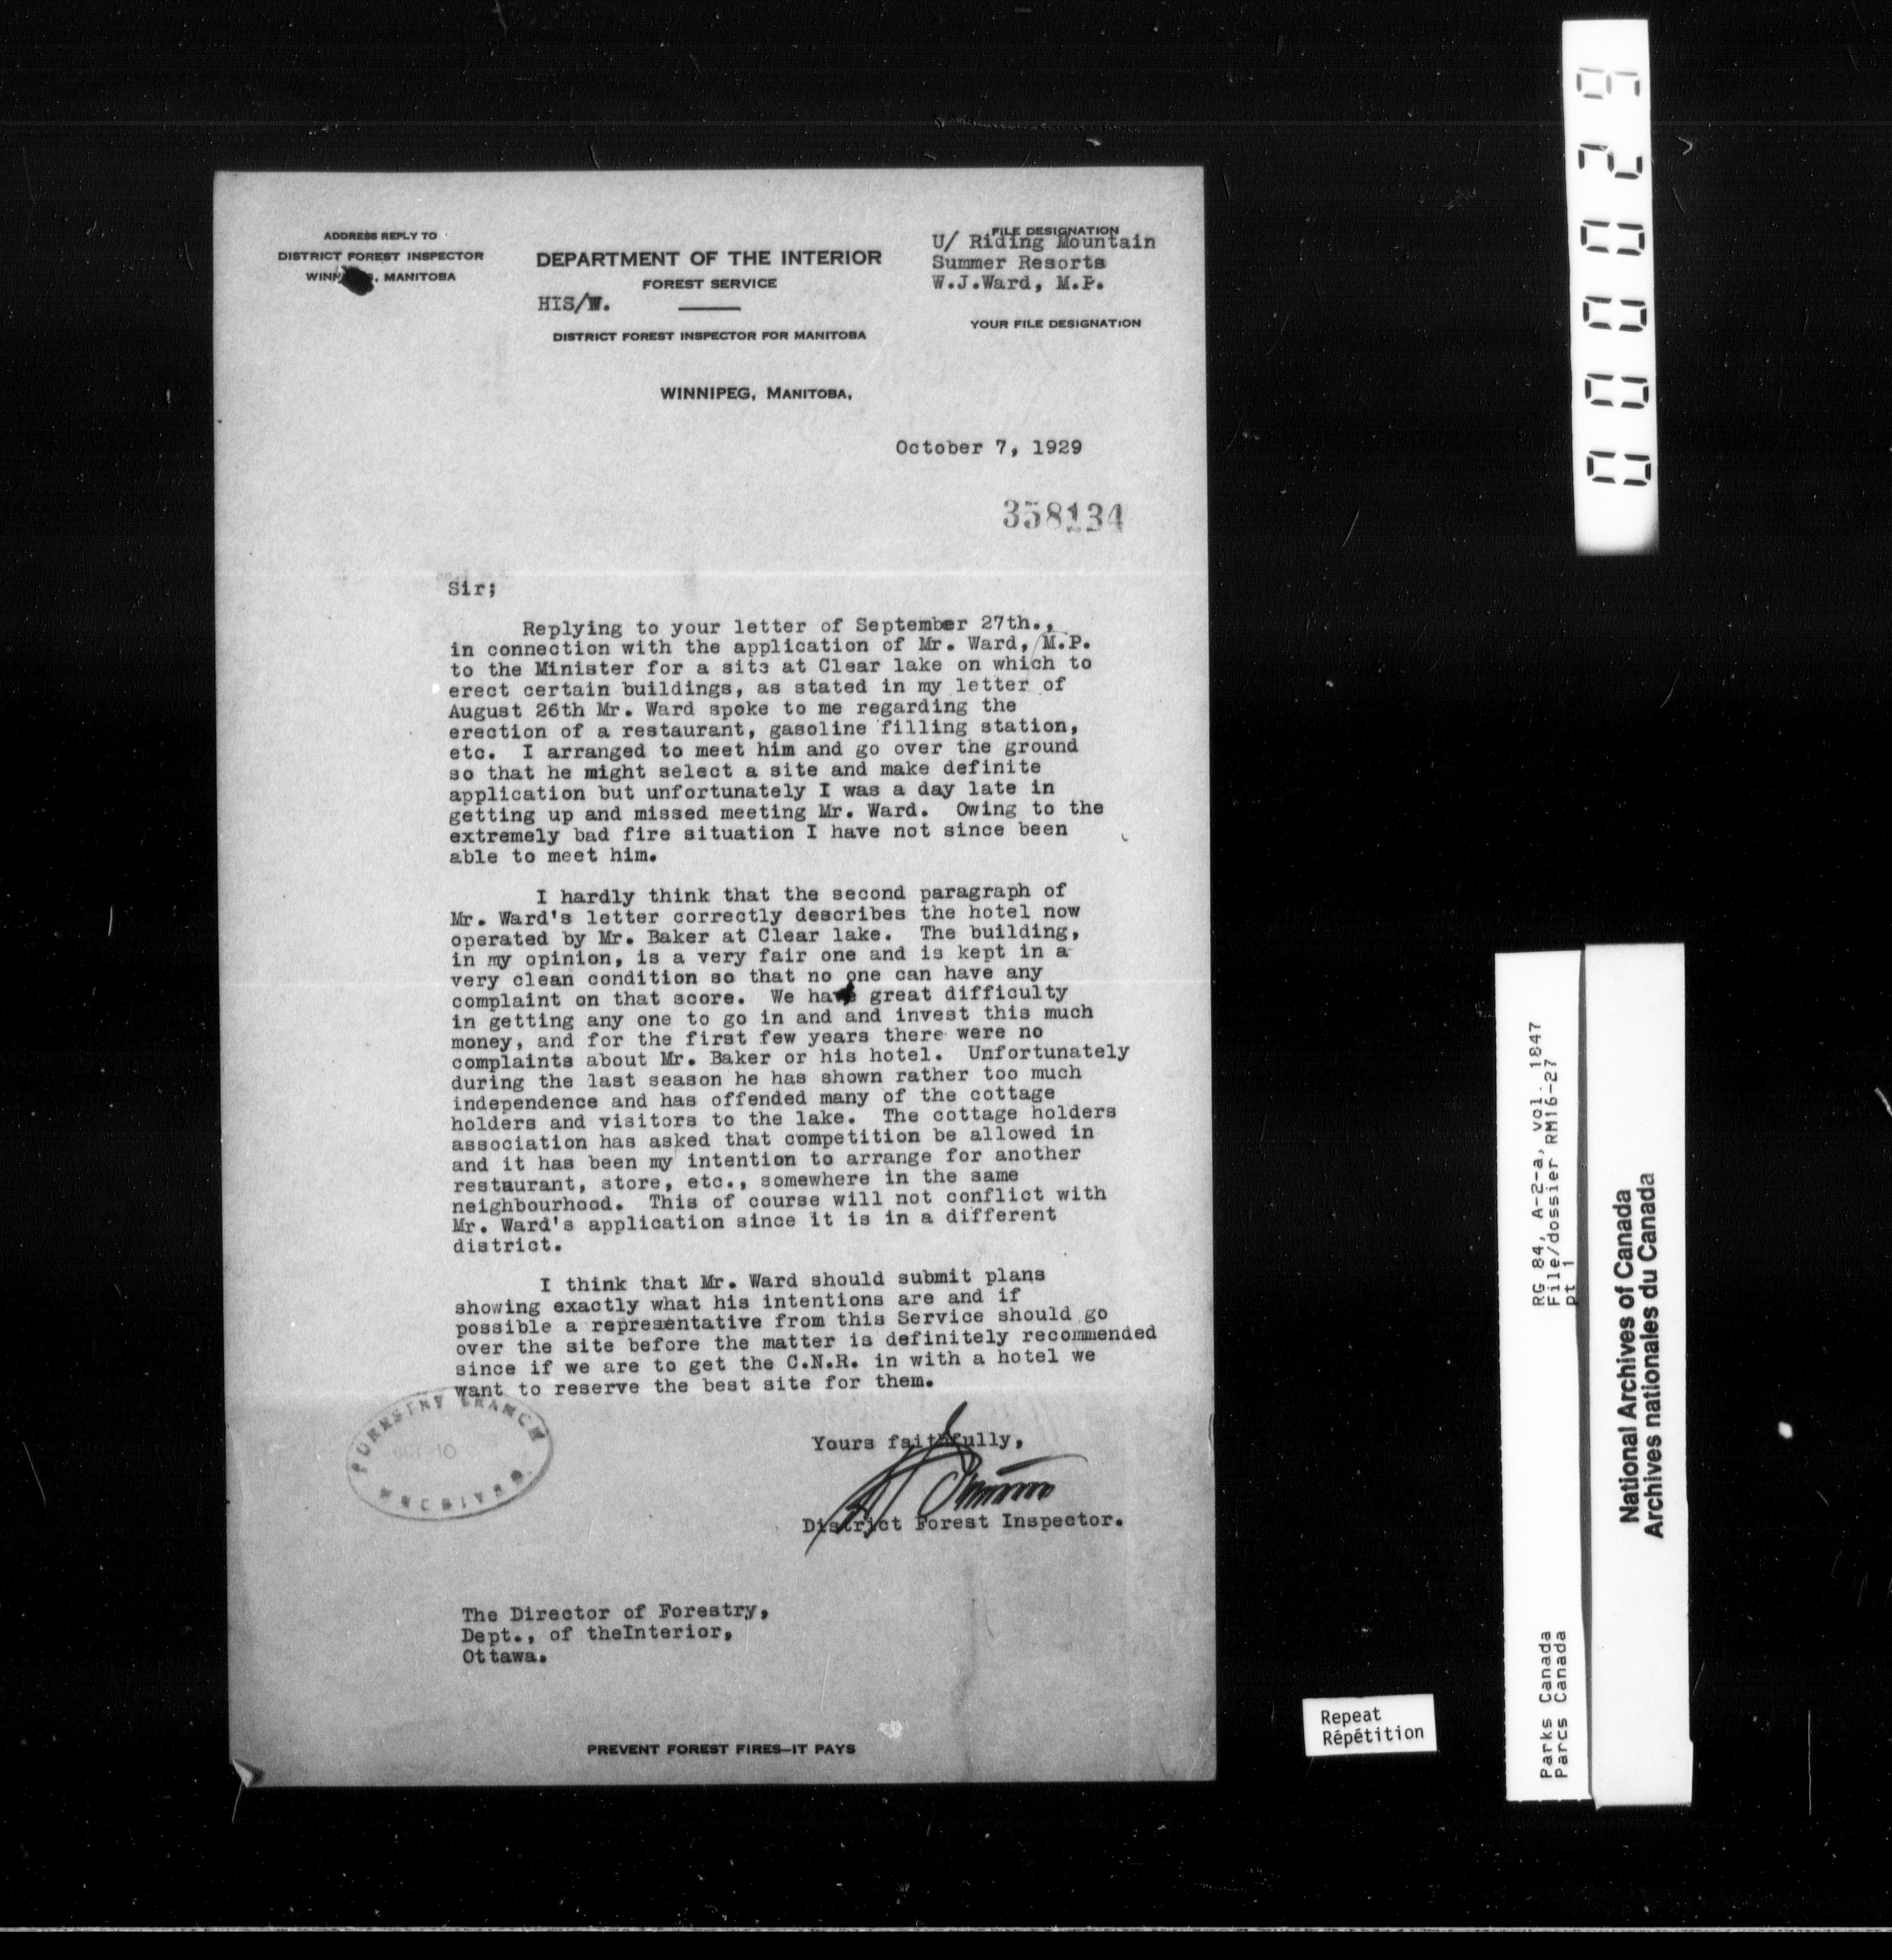 ADDRESS REPLY TO
DISTRICT FOREST INSPECTOR
, MANITOBA
DEPARTMENT OF THE INTERIOR
FOREST SERVICE
HIS/W.
DISTRICT FOREST INSPECTOR FOR MANITOBA
FILE DESIGNATION
U/ Riding Mountain
Summer Resorts
W.J.Ward, M.P.
YOUR FILE DESIGNATION
WINNIPEG, MANITOBA,
October 7, 1929
358134
Sir;
Replying to your letter of September 27th.,
in connection with the application of Mr. Ward, M.P.
to the Minister for a site at Clear lake on which to
erect certain buildings, as stated in my letter of
August 26th Mr. Ward spoke to me regarding the
erection of a restaurant, gasoline filling station,
etc. I arranged to meet him and go over the ground
so that he might select a site and make definite
application but unfortunately I was a day late in
getting up and missed meeting Mr. Ward. Owing to the
extremely bad fire situation I have not since been
able to meet him.
I hardly think that the second paragraph of
Mr. Ward's letter correctly describes the hotel now
operated by Mr. Baker at Clear lake. The building,
in my opinion, is a very fair one and is kept in a
very clean condition so that no one can have any
complaint on that score. We have great difficulty
in getting any one to go in and and invest this much
money, and for the first few years there were no
complaints about Mr. Baker or his hotel. Unfortunately
during the last season he has shown rather too much
independence and has offended many of the cottage
holders and visitors to the lake. The cottage holders
association has asked that competition be allowed in
and it has been my intention to arrange for another
restaurant, store, etc., somewhere in the same
neighbourhood. This of course will not conflict with
Mr. Ward's application since it is in a different
district.
I think that Mr. Ward should submit plans
showing exactly what his intentions are and if
possible a representative from this Service should go
over the site before the matter is definitely recommended
since if we are to get the C.N.R. in with a hotel we
want to reserve the best site for them.
FORESTRY BRANCH
OCT 10
Yours faithfully,
District Forest Inspector.
The Director of Forestry,
Dept., of theInterior,
Ottawa.
PREVENT FOREST FIRES—IT PAYS
000029
RG 84, A-2-a, vol. 1847
File/dossier RM16-27
pt 1
Parks Canada
Parcs Canada
National Archives of Canada
Archives nationales du Canada
Repeat
Répétition